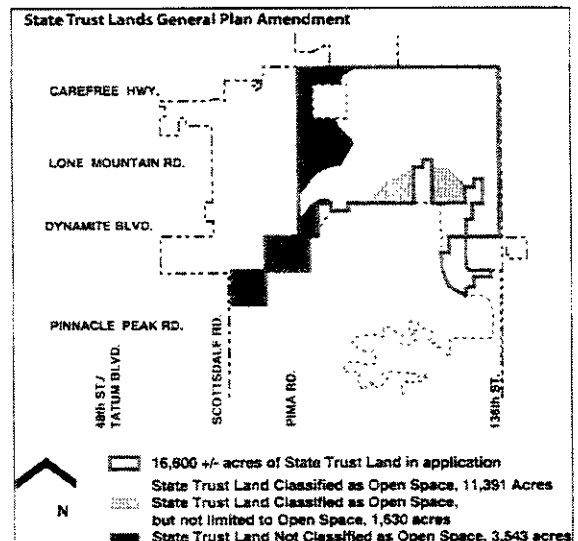 State Trust Lands General Plan Amendment
CAREFREE HWY.
LONE MOUNTAIN RD.
DYNAMITE BLVD.
PINNACLE PEAK RD.
48th ST./
TATUM BLVD.
SCOTTSDALE RD.
PIMA RD.
136th ST.
N
16,600 +/- acres of State Trust Land in application
State Trust Land Classified as Open Space, 11,391 Acres
State Trust Land Classified as Open Space,
but not limited to Open Space, 1,630 acres
State Trust Land Not Classified as Open Space, 3,543 acres